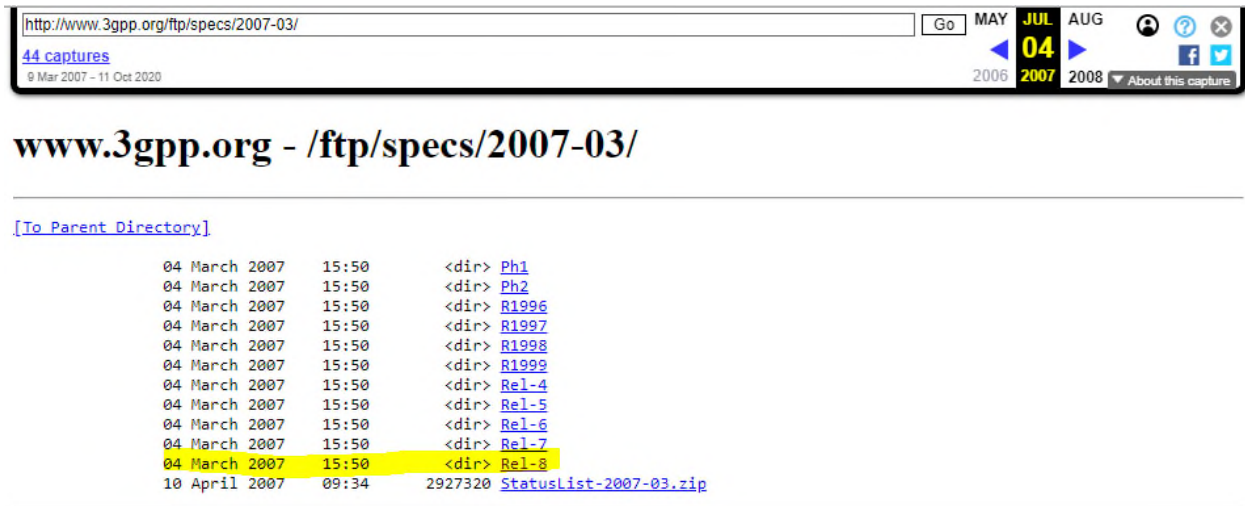 http://www.3gpp.org/ftp/specs/2007-03/ Go MAY JUL AUG
44 captures 04
9 Mar 2007 - 11 Oct 2020 2006 2007 2008 ▼ About this capture
www.3gpp.org - /ftp/specs/2007-03/
[To Parent Directory]
04 March 2007 15:50 <dir> Ph1
04 March 2007 15:50 <dir> Ph2
04 March 2007 15:50 <dir> R1996
04 March 2007 15:50 <dir> R1997
04 March 2007 15:50 <dir> R1998
04 March 2007 15:50 <dir> R1999
04 March 2007 15:50 <dir> Rel-4
04 March 2007 15:50 <dir> Rel-5
04 March 2007 15:50 <dir> Rel-6
04 March 2007 15:50 <dir> Rel-7
04 March 2007 15:50 <dir> Rel-8
10 April 2007 09:34 2927320 StatusList-2007-03.zip